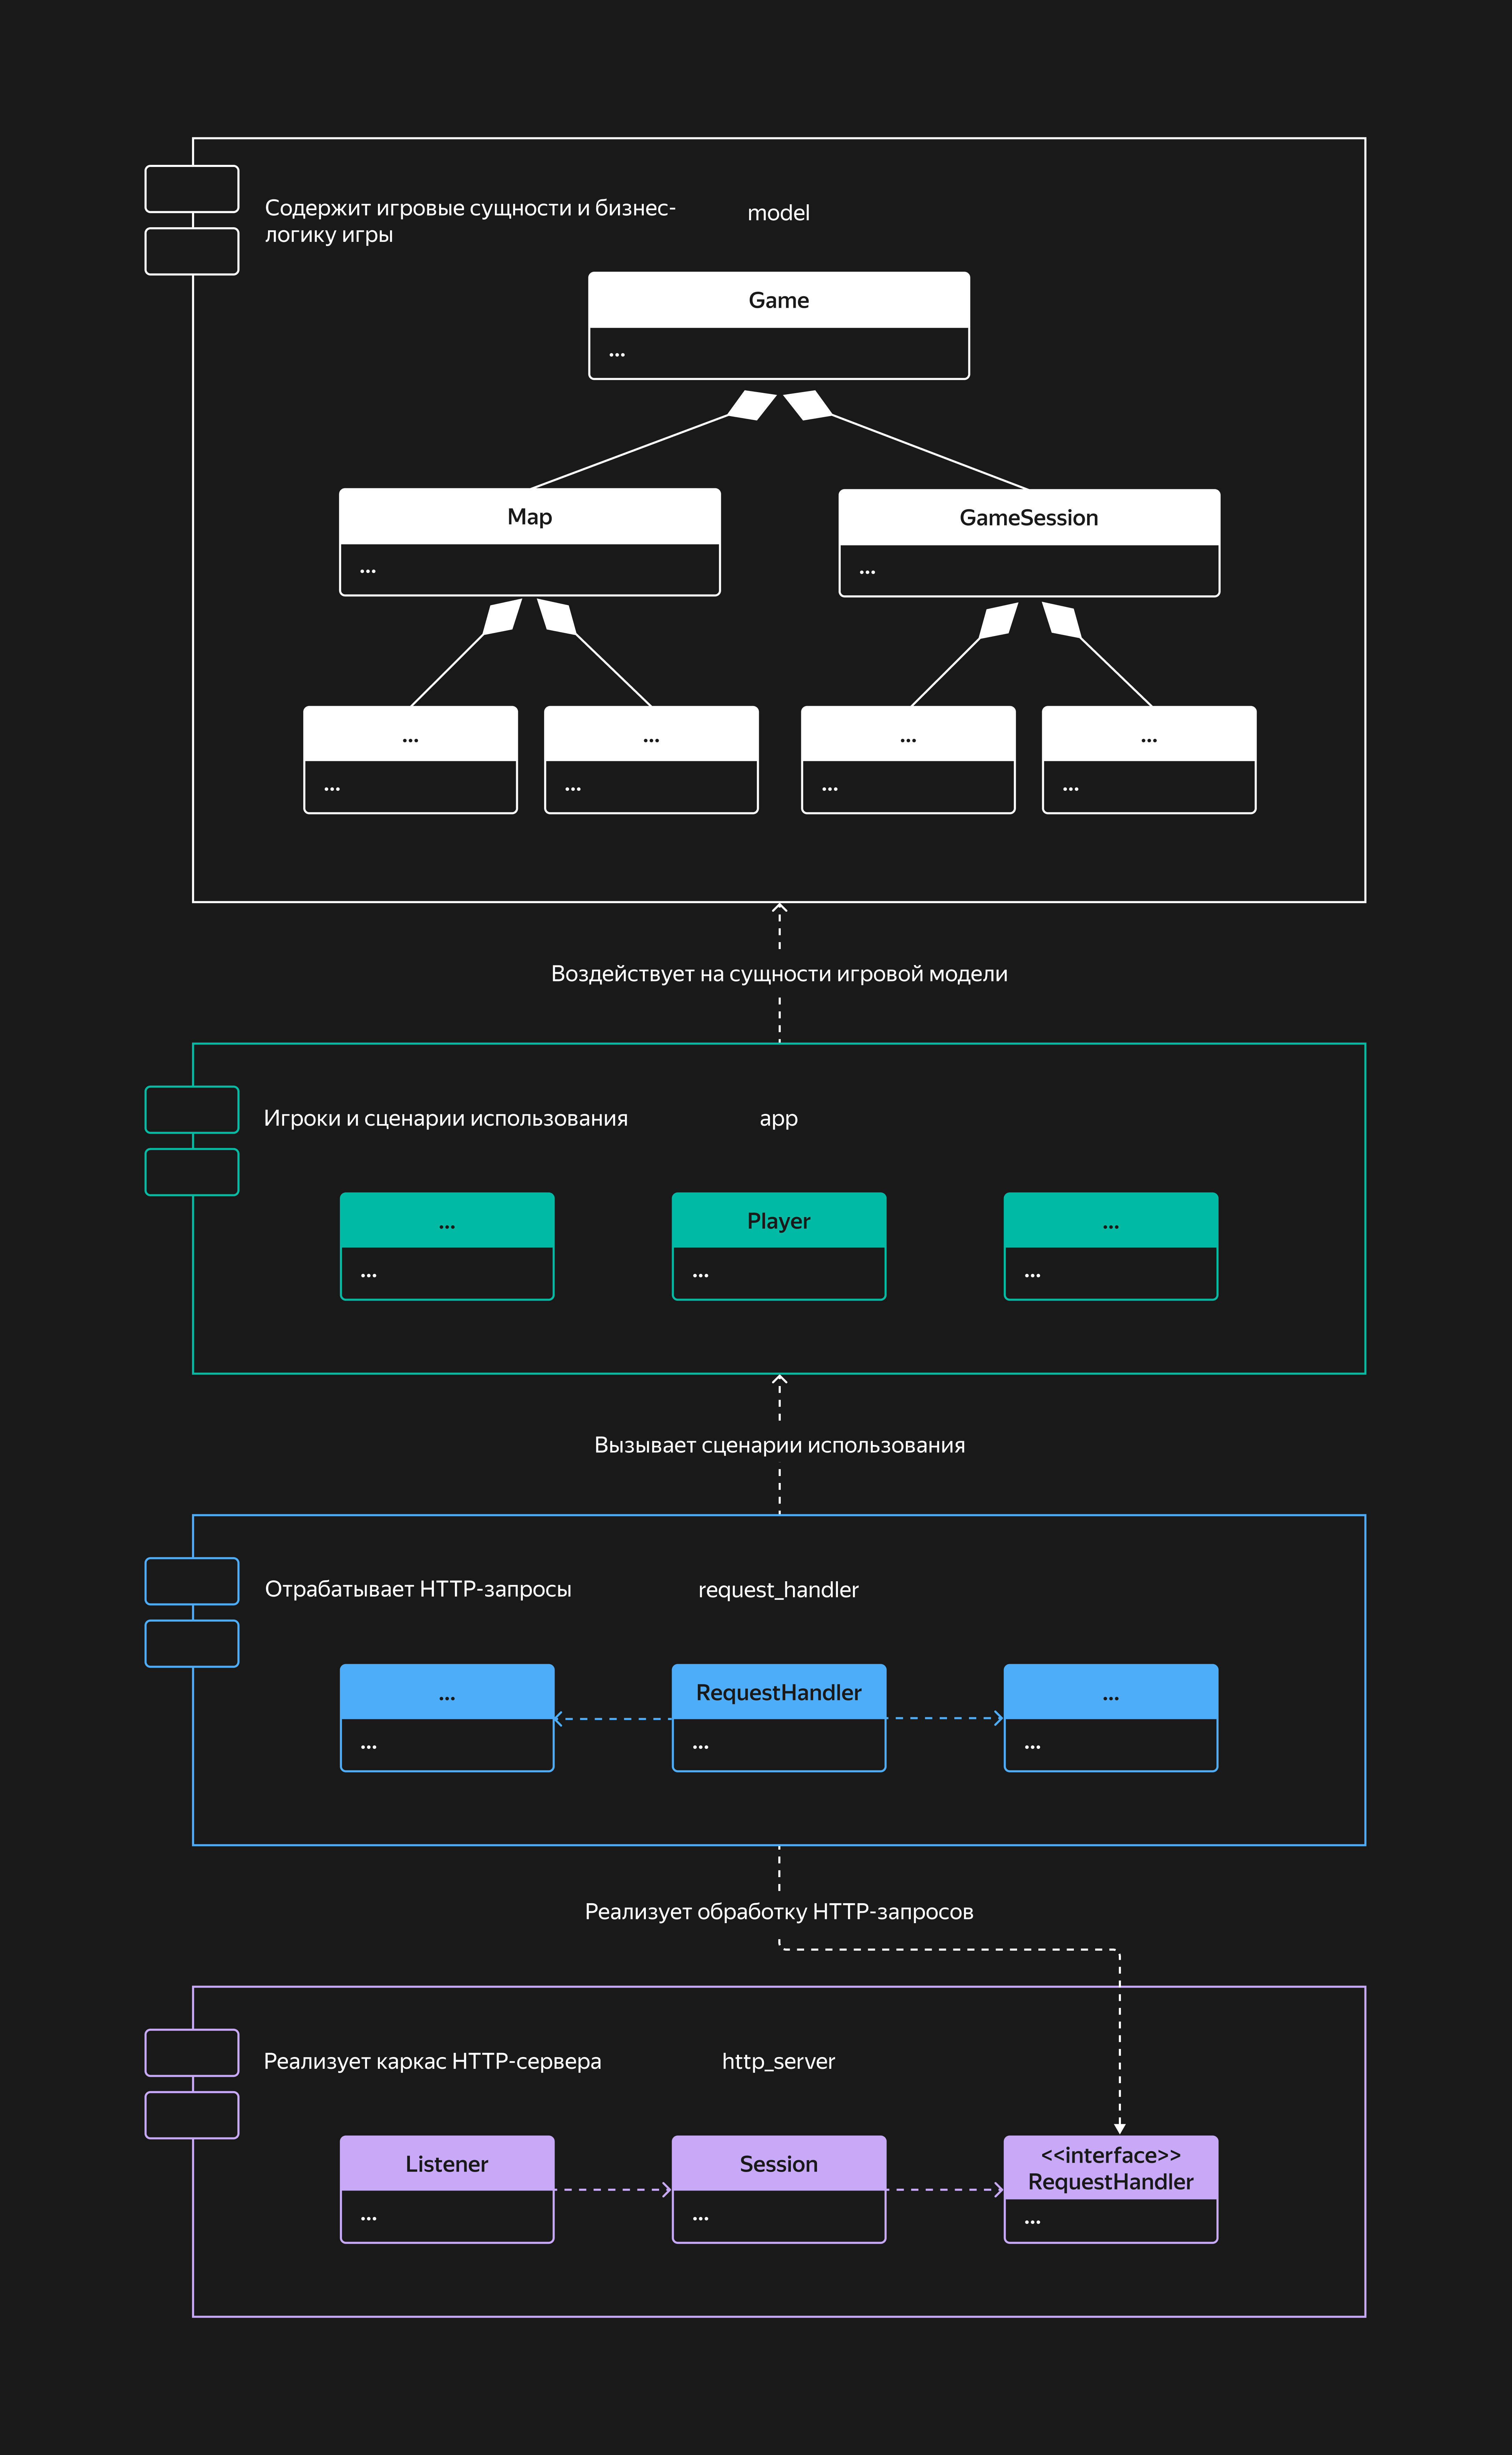 Содержит игровые сущности и бизнес-
логику игры
model
Game
...
Map
GameSession
...
...
...
...
...
...
...
...
...
...
Воздействует на сущности игровой модели
Игроки и сценарии использования
app
...
Player
...
...
...
...
Вызывает сценарии использования
Отрабатывает HTTP-запросы
request_handler
...
RequestHandler
...
...
...
...
Реализует обработку HTTP-запросов
Реализует каркас HTTP-сервера
http_server
Listener
Session
<<interface>>
RequestHandler
...
...
...